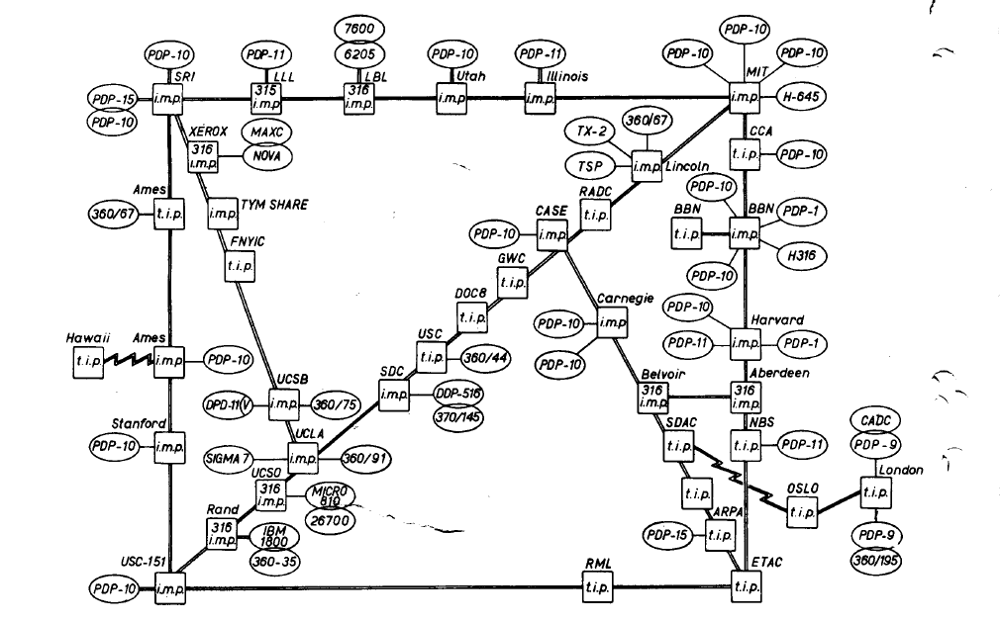 7600
PDP-10
PDP-10
PDP-11
6205
PDP-10
PDP-11
PDP-10
PDP-10
SRI
LLL
LBL
Utah
Illinois
MIT
PDP-15
i.m.p.
315
i.m.p.
316
i.m.p.
i.m.p.
i.m.p.
i.m.p.
H-645
PDP-10
XEROX
MAXC
TX-2
360/67
CCA
316
i.m.p.
NOVA
TSP
i.m.p.
Lincoln
t.i.p.
PDP-10
Ames
RADC
PDP-10
360/67
t.i.p.
i.m.p.
TYM SHARE
CASE
t.i.p.
BBN
BBN
PDP-1
PDP-10
i.m.p.
t.i.p.
i.m.p.
FNYIC
GWC
H316
t.i.p.
t.i.p.
PDP-10
DOCB
Carnegie
PDP-10
t.i.p.
PDP-10
i.m.p
Harvard
Hawaii
Ames
USC
PDP-11
i.m.p.
PDP-1
t.i.p.
i.m.p
PDP-10
t.i.p.
360/44
PDP-10
SDC
Belvoir
Aberdeen
UCSB
i.m.p.
DDP-516
316
i.m.p.
316
i.m.p.
i.m.p.
360/75
370/145
CADC
Stanford
UCLA
SDAC
NBS
PDP-10
i.m.p.
t.i.p.
t.i.p.
PDP-11
PDP-9
SIGMA 7
i.m.p.
360/91
London
UCSO
316
i.m.p.
MICRO
810
t.i.p.
OSLO
t.i.p.
Rand
26700
ARPA
t.i.p.
316
i.m.p.
IBM
1800
PDP-15
t.i.p.
PDP-9
USC-151
360-35
RML
ETAC
360/195
PDP-10
i.m.p.
t.i.p.
t.i.p.